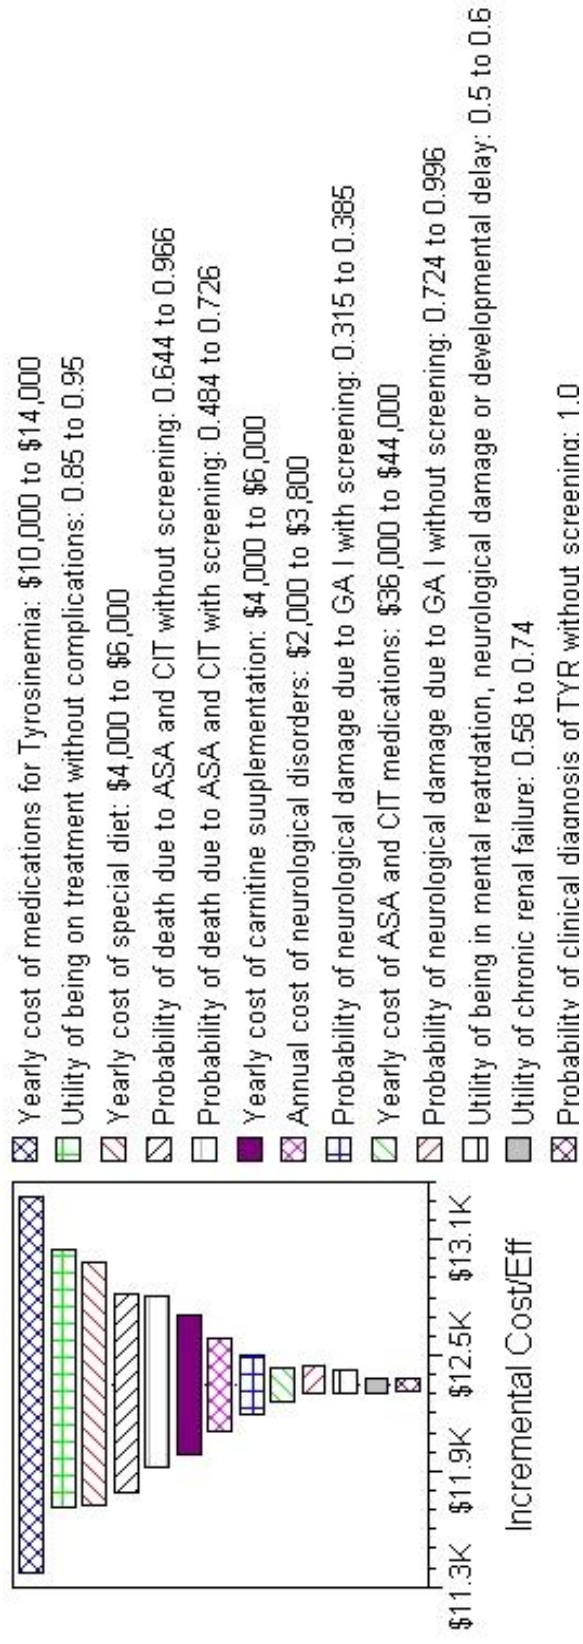 Yearly cost of medications for Tyrosinemia: $10,000 to $14,000
Utility of being on treatment without complications: 0.85 to 0.95
Yearly cost of special diet: $4,000 to $6,000
Probability of death due to ASA and CIT without screening: 0.644 to 0.966
Probability of death due to ASA and CIT with screening: 0.484 to 0.726
Yearly cost of carnitine suuplementation: $4,000 to $6,000
Annual cost of neurological disorders: $2,000 to $3,800
Probability of neurological damage due to GA I with screening: 0.315 to 0.385
Yearly cost of ASA and CIT medications: $36,000 to $44,000
Probability of neurological damage due to GA I without screening: 0.724 to 0.996
Utility of being in mental reatrdation, neurological damage or developmental delay: 0.5 to 0.6
Utility of chronic renal failure: 0.58 to 0.74
Probability of clinical diagnosis of TYR without screening: 1.0
$11.3K $11.9K $12.5K $13.1K
Incremental Cost/Eff